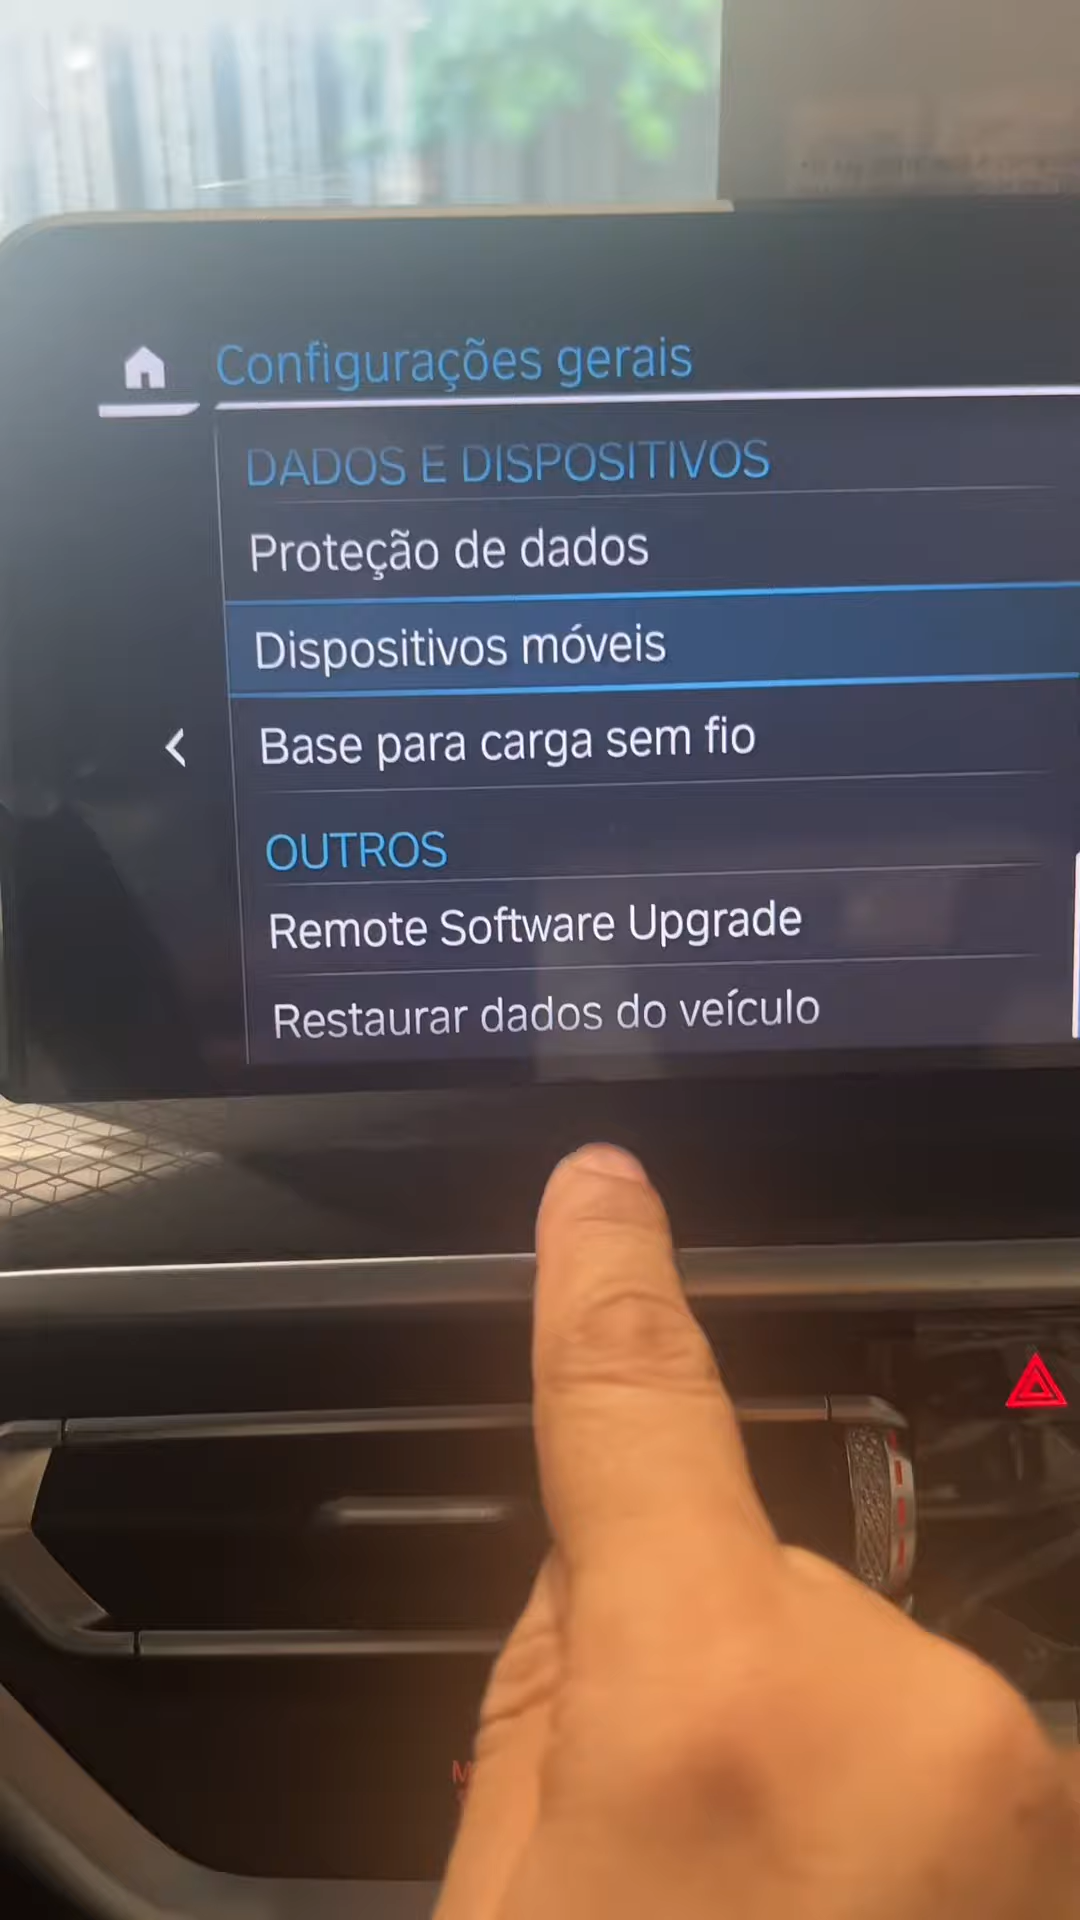 Configurações gerais
DADOS E DISPOSITIVOS
Proteção de dados
Dispositivos móveis
Base para carga sem fio
OUTROS
Remote Software Upgrade
Restaurar dados do veículo